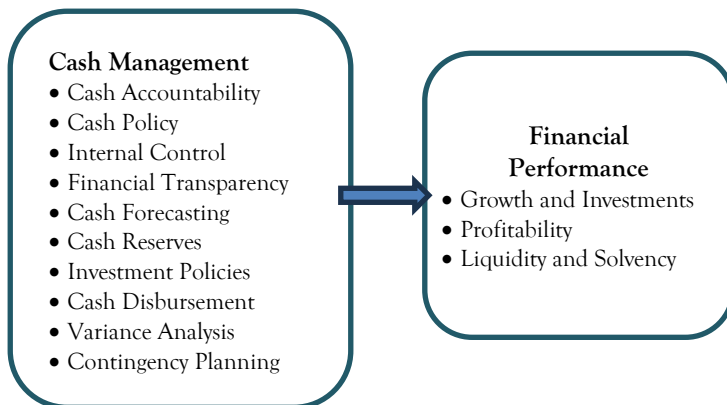 Cash Management
• Cash Accountability
• Cash Policy
• Internal Control
• Financial Transparency
• Cash Forecasting
• Cash Reserves
• Investment Policies
• Cash Disbursement
• Variance Analysis
• Contingency Planning
Financial
Performance
• Growth and Investments
• Profitability
• Liquidity and Solvency